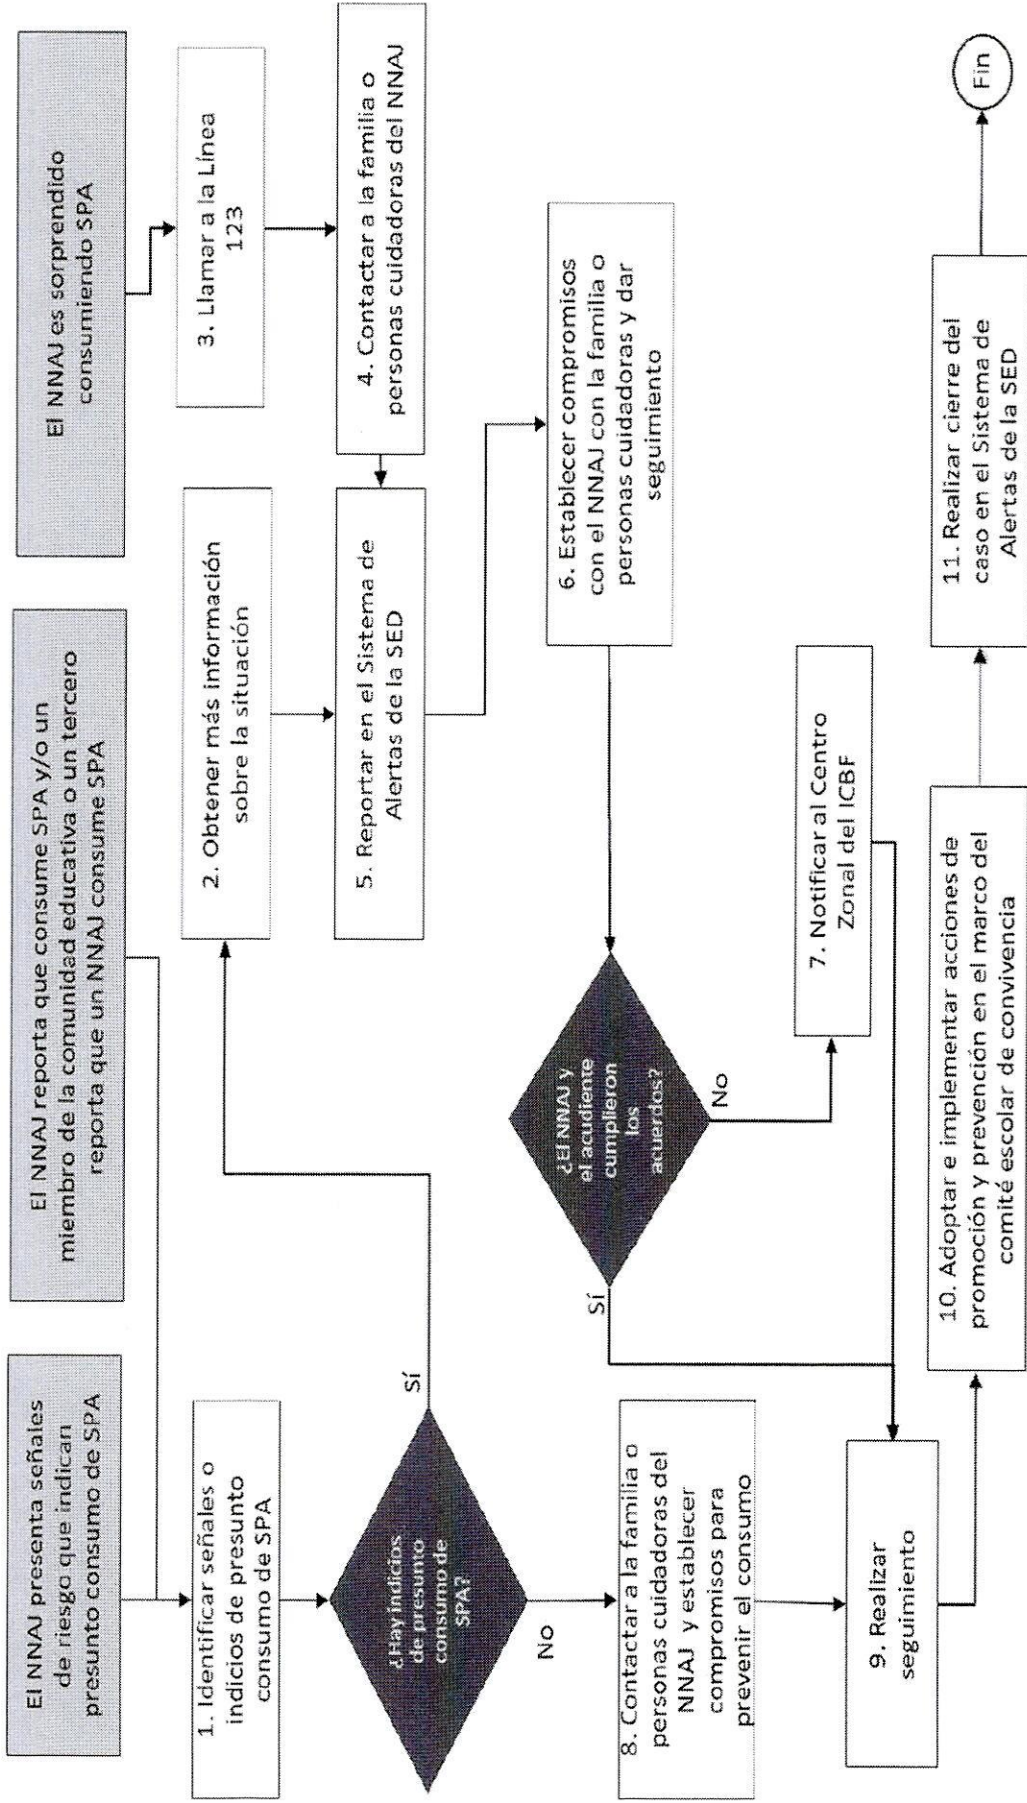 El NNAJ presenta señales
de riesgo que indican
presunto consumo de SPA
El NNAJ reporta que consume SPA y/o un
miembro de la comunidad educativa o un tercero
reporta que un NNAJ consume SPA
El NNAJ es sorprendido
consumiendo SPA
1. Identificar señales o
indicios de presunto
consumo de SPA
¿Hay indicios
de presunto
consumo de
SPA?
Sí
No
2. Obtener más información
sobre la situación
3. Llamar a la Línea
123
4. Contactar a la familia o
personas cuidadoras del NNAJ
5. Reportar en el Sistema de
Alertas de la SED
6. Establecer compromisos
con el NNAJ con la familia o
personas cuidadoras y dar
seguimiento
¿El NNAJ y
el acudiente
cumplieron
los
acuerdos?
Sí
No
7. Notificar al Centro
Zonal del ICBF
8. Contactar a la familia o
personas cuidadoras del
NNAJ y establecer
compromisos para
prevenir el consumo
9. Realizar
seguimiento
10. Adoptar e implementar acciones de
promoción y prevención en el marco del
comité escolar de convivencia
11. Realizar cierre del
caso en el Sistema de
Alertas de la SED
Fin